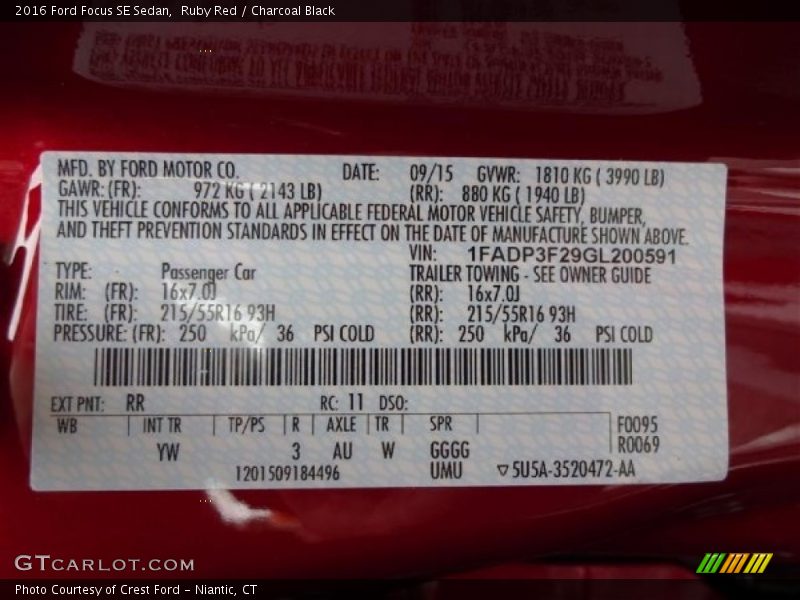 2016 Ford Focus SE Sedan,  Ruby Red / Charcoal Black
MFD. BY FORD MOTOR CO. DATE: 09/15 GVWR: 1810 KG ( 3990 LB)
GAWR: (FR): 972 KG ( 2143 LB) (RR): 880 KG ( 1940 LB)
THIS VEHICLE CONFORMS TO ALL APPLICABLE FEDERAL MOTOR VEHICLE SAFETY, BUMPER,
AND THEFT PREVENTION STANDARDS IN EFFECT ON THE DATE OF MANUFACTURE SHOWN ABOVE.
VIN: 1FADP3F29GL200591
TYPE: Passenger Car TRAILER TOWING - SEE OWNER GUIDE
RIM: (FR): 16x7.0J (RR): 16x7.0J
TIRE: (FR): 215/55R16 93H (RR): 215/55R16 93H
PRESSURE: (FR): 250 kPa/ 36 PSI COLD (RR): 250 kPa/ 36 PSI COLD
EXT PNT: RR RC: 11 DSO:
WB INT TR TP/PS R AXLE TR SPR F0095
YW 3 AU W GGGG R0069
1201509184496 UMU ▽5U5A-3520472-AA
GTCARLOT.COM
Photo Courtesy of Crest Ford - Niantic, CT